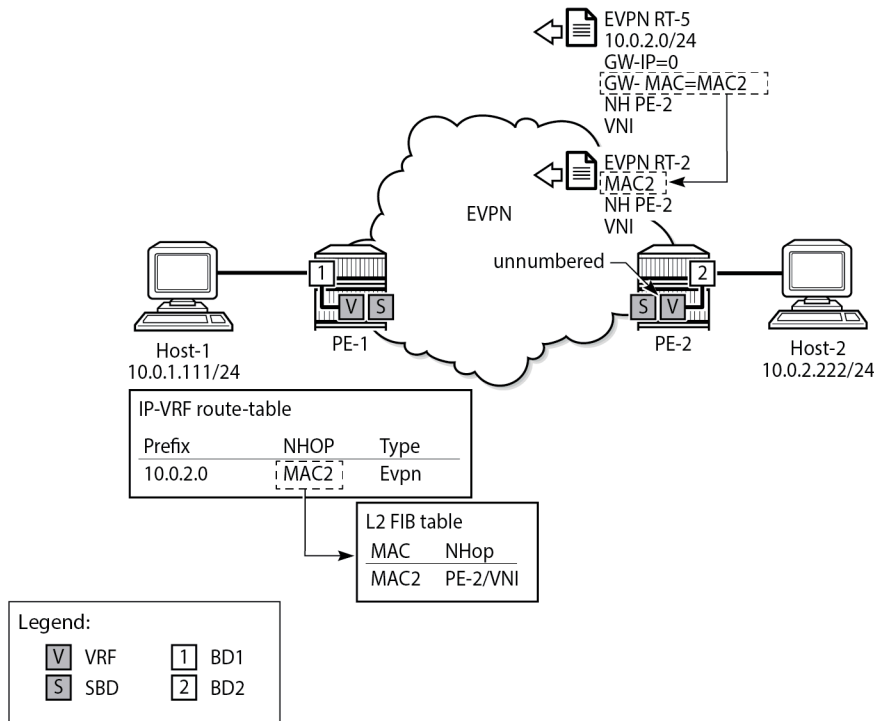 EVPN RT-5
10.0.2.0/24
GW-IP=0
GW- MAC=MAC2
NH PE-2
VNI
EVPN RT-2
MAC2
NH PE-2
VNI
EVPN
unnumbered
1
V S
PE-1
2
S V
PE-2
Host-1
10.0.1.111/24
Host-2
10.0.2.222/24
IP-VRF route-table
Prefix NHOP Type
10.0.2.0 MAC2 Evpn
L2 FIB table
MAC NHop
MAC2 PE-2/VNI
Legend:
V VRF 1 BD1
S SBD 2 BD2